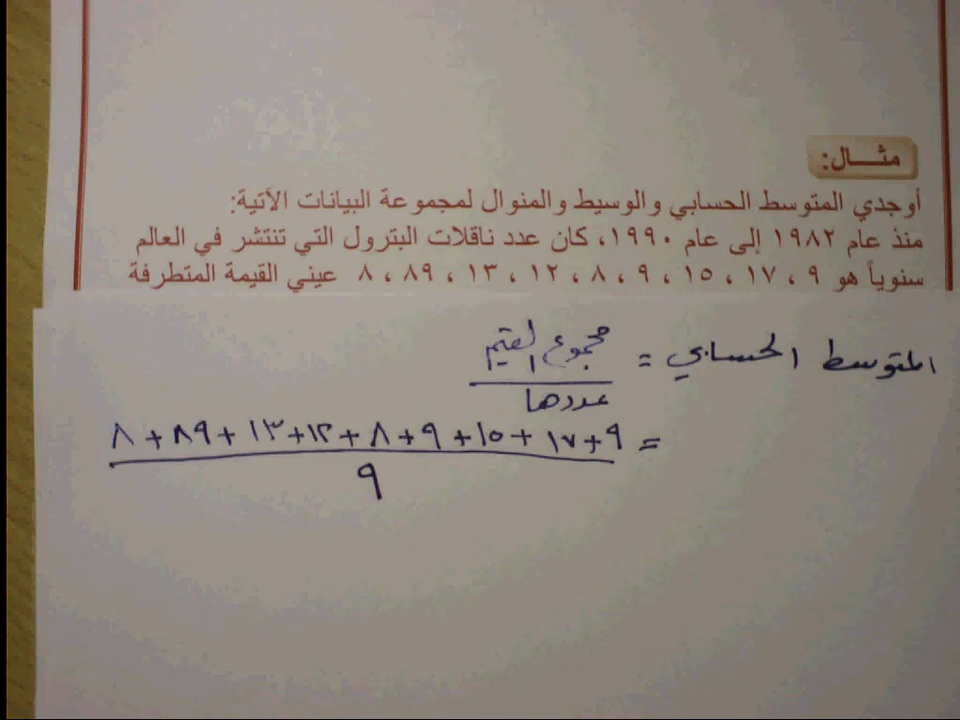 مثـــال:
أوجدي المتوسط الحسابي والوسيط والمنوال لمجموعة البيانات الآتية:
منذ عام ١٩٨٢ إلى عام ١٩٩٠، كان عدد ناقلات البترول التي تنتشر في العالم
سنوياً هو ٩ ، ١٧ ، ١٥ ، ٩ ، ٨ ، ١٢ ، ١٣ ، ٨٩ ، ٨ عيني القيمة المتطرفة
المتوسط الحسابي = مجموع القيم
عددها
= ٩ + ١٧ + ١٥ + ٩ + ٨ + ١٢ + ١٣ + ٨٩ + ٨
٩